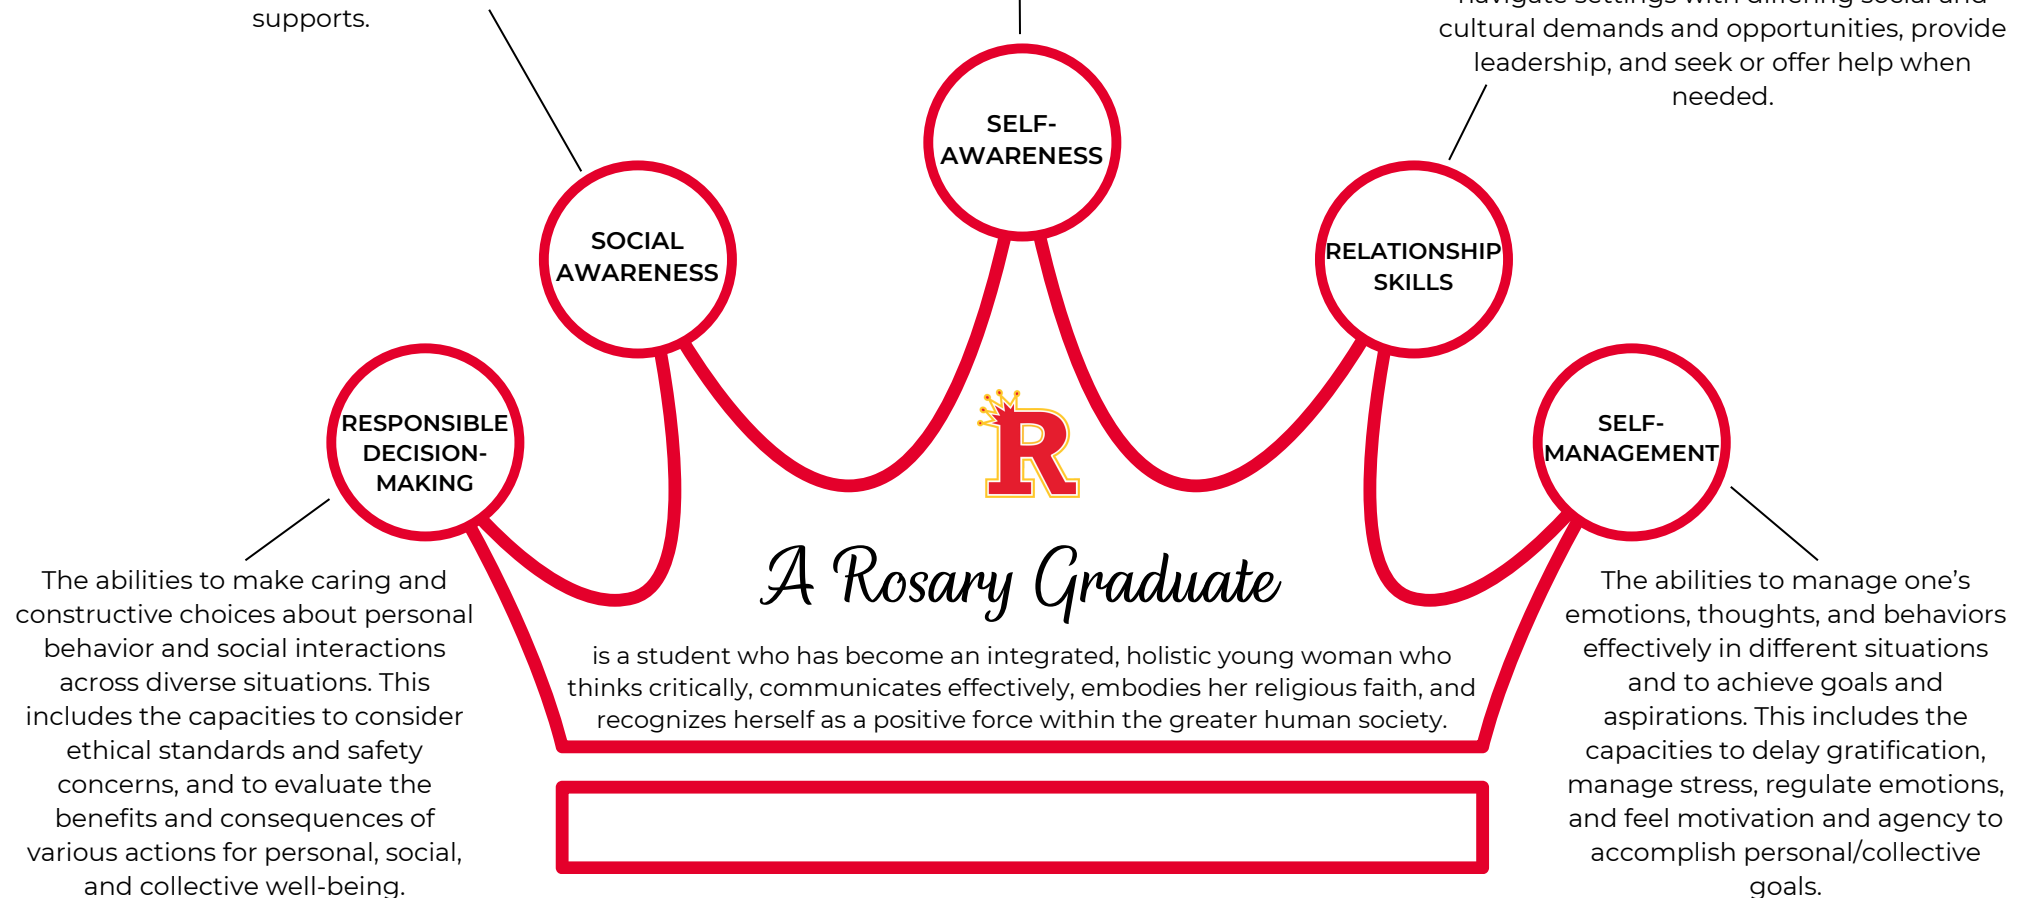 supports.
navigate settings with differing social and
cultural demands and opportunities, provide
leadership, and seek or offer help when
needed.
SELF-
AWARENESS
SOCIAL
AWARENESS
RELATIONSHIP
SKILLS
RESPONSIBLE
DECISION-
MAKING
SELF-
MANAGEMENT
R
A Rosary Graduate
is a student who has become an integrated, holistic young woman who
thinks critically, communicates effectively, embodies her religious faith, and
recognizes herself as a positive force within the greater human society.
The abilities to make caring and
constructive choices about personal
behavior and social interactions
across diverse situations. This
includes the capacities to consider
ethical standards and safety
concerns, and to evaluate the
benefits and consequences of
various actions for personal, social,
and collective well-being.
The abilities to manage one’s
emotions, thoughts, and behaviors
effectively in different situations
and to achieve goals and
aspirations. This includes the
capacities to delay gratification,
manage stress, regulate emotions,
and feel motivation and agency to
accomplish personal/collective
goals.